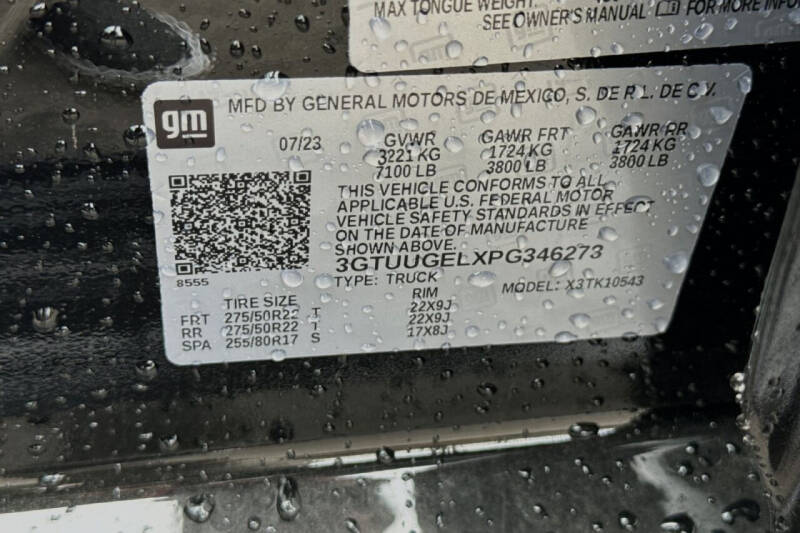 MAX TONGUE WEIGHT:
SEE OWNER'S MANUAL FOR MORE INFO
gm
MFD BY GENERAL MOTORS DE MEXICO, S. DE R L. DE C V.
07/23
GVWR GAWR FRT GAWR RR
3221 KG 1724 KG 1724 KG
7100 LB 3800 LB 3800 LB
THIS VEHICLE CONFORMS TO ALL
APPLICABLE U.S. FEDERAL MOTOR
VEHICLE SAFETY STANDARDS IN EFFECT
ON THE DATE OF MANUFACTURE
SHOWN ABOVE.
3GTUUGELXPG346273
8555
TYPE: TRUCK MODEL: X3TK10543
TIRE SIZE RIM
FRT 275/50R22 T 22X9J
RR 275/50R22 T 22X9J
SPA 255/80R17 S 17X8J